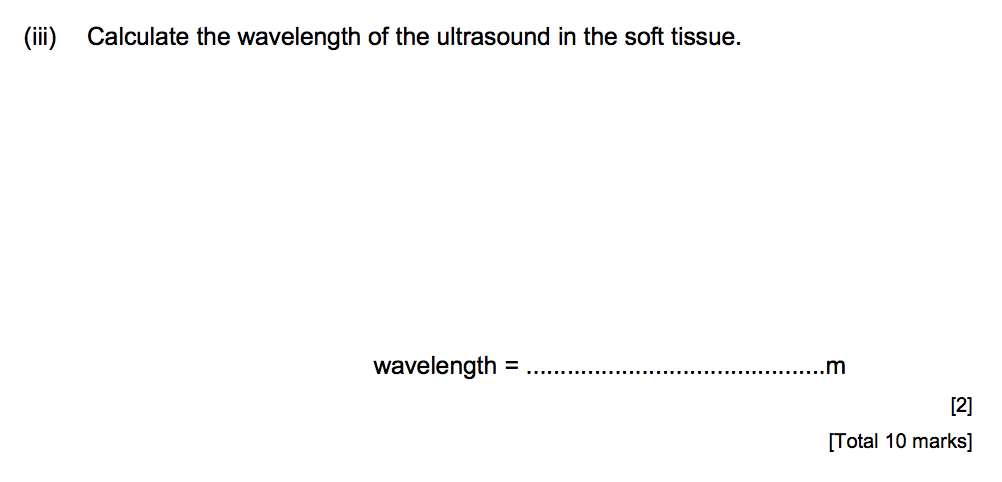 (iii) Calculate the wavelength of the ultrasound in the soft tissue.
wavelength = ............................................m
[2]
[Total 10 marks]